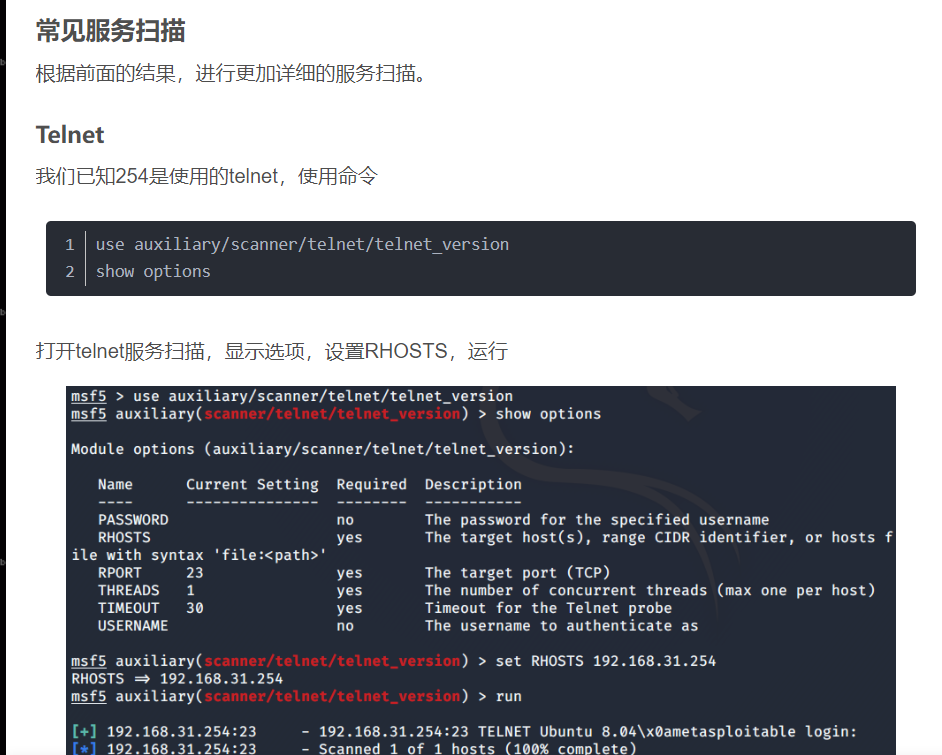 常见服务扫描
根据前面的结果，进行更加详细的服务扫描。
Telnet
我们已知254是使用的telnet，使用命令
1 use auxiliary/scanner/telnet/telnet_version
2 show options
打开telnet服务扫描，显示选项，设置RHOSTS，运行
msf5 > use auxiliary/scanner/telnet/telnet_version
msf5 auxiliary(scanner/telnet/telnet_version) > show options
Module options (auxiliary/scanner/telnet/telnet_version):
Name Current Setting Required Description
---- --------------- -------- -----------
PASSWORD no The password for the specified username
RHOSTS yes The target host(s), range CIDR identifier, or hosts f
ile with syntax 'file:<path>'
RPORT 23 yes The target port (TCP)
THREADS 1 yes The number of concurrent threads (max one per host)
TIMEOUT 30 yes Timeout for the Telnet probe
USERNAME no The username to authenticate as
msf5 auxiliary(scanner/telnet/telnet_version) > set RHOSTS 192.168.31.254
RHOSTS ⇒ 192.168.31.254
msf5 auxiliary(scanner/telnet/telnet_version) > run
[+] 192.168.31.254:23 - 192.168.31.254:23 TELNET Ubuntu 8.04\x0ametasploitable login:
[*] 192.168.31.254:23 - Scanned 1 of 1 hosts (100% complete)